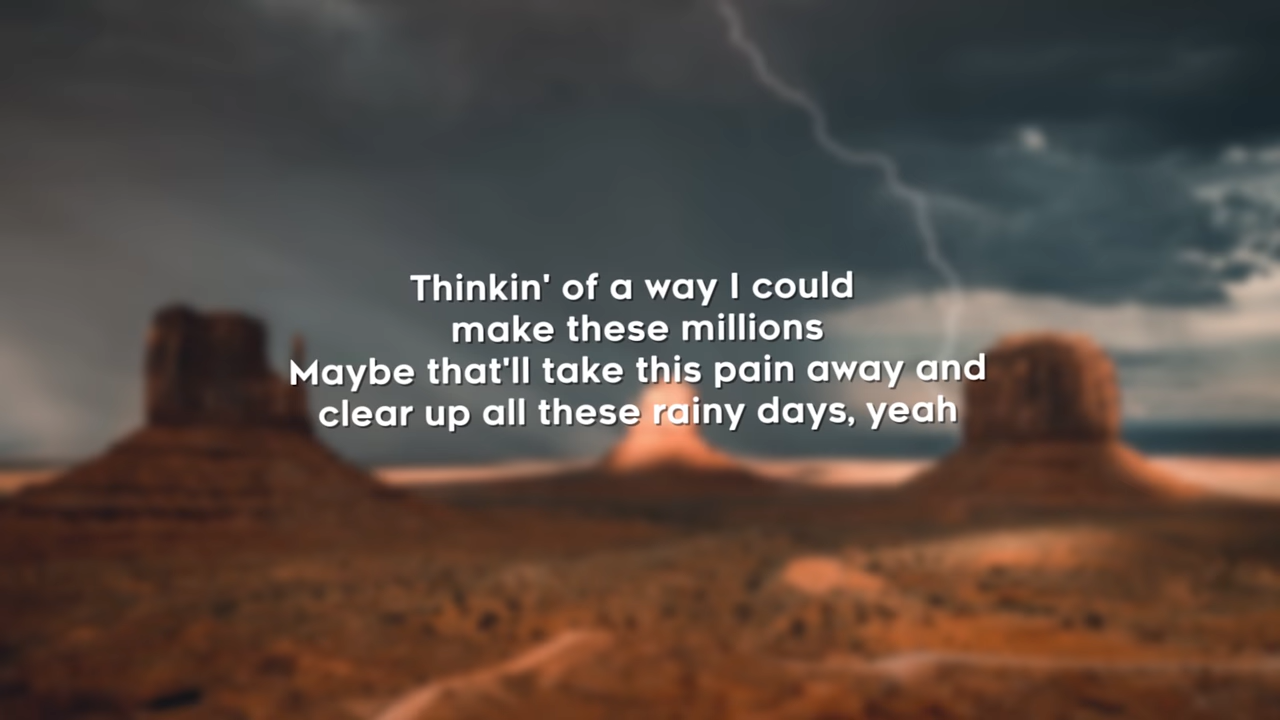 Thinkin' of a way I could
make these millions
Maybe that'll take this pain away and
clear up all these rainy days, yeah